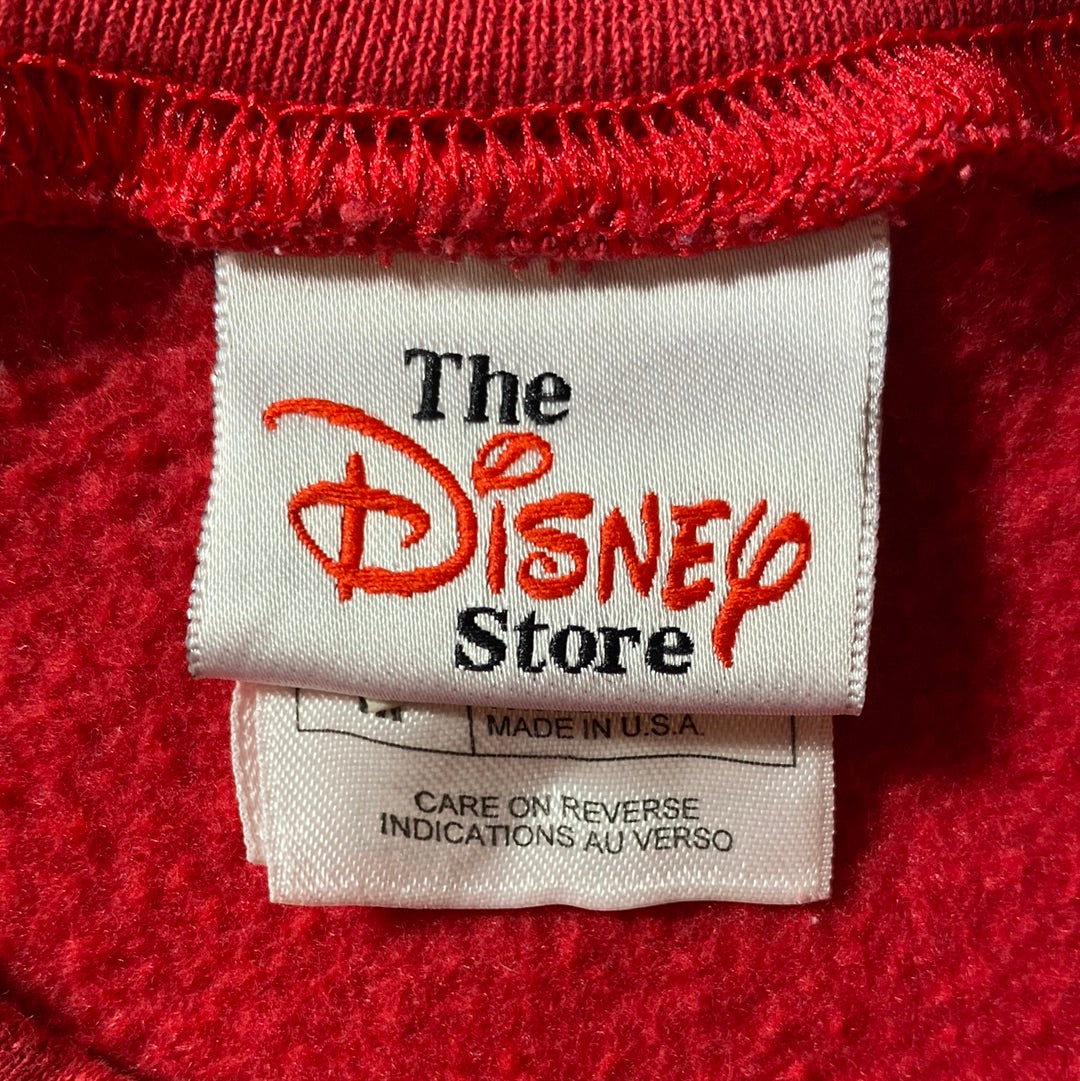 The
Disney
Store
MADE IN U.S.A.
CARE ON REVERSE
INDICATIONS AU VERSO